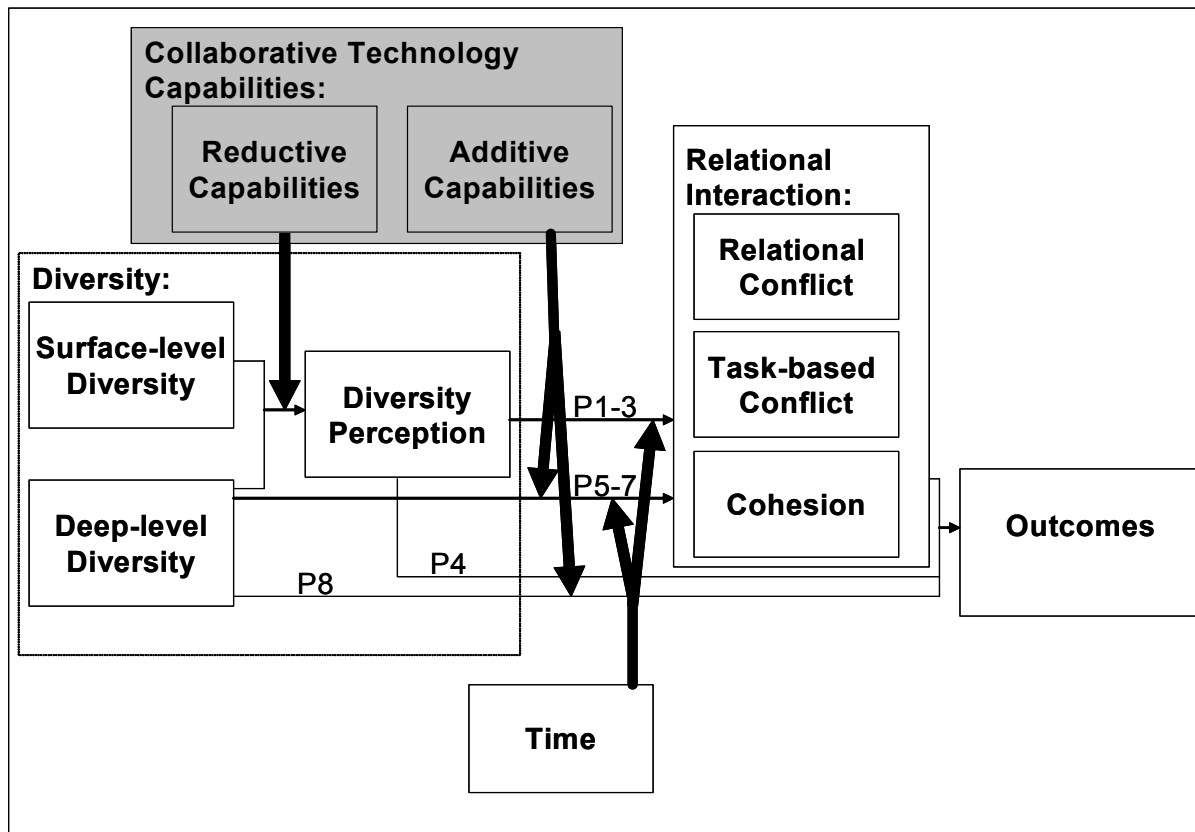 Collaborative Technology
Capabilities:
Reductive
Capabilities
Additive
Capabilities
Relational
Interaction:
Relational
Conflict
Task-based
Conflict
Cohesion
Diversity:
Surface-level
Diversity
Diversity
Perception
Deep-level
Diversity
P1-3
P5-7
P4
P8
Outcomes
Time